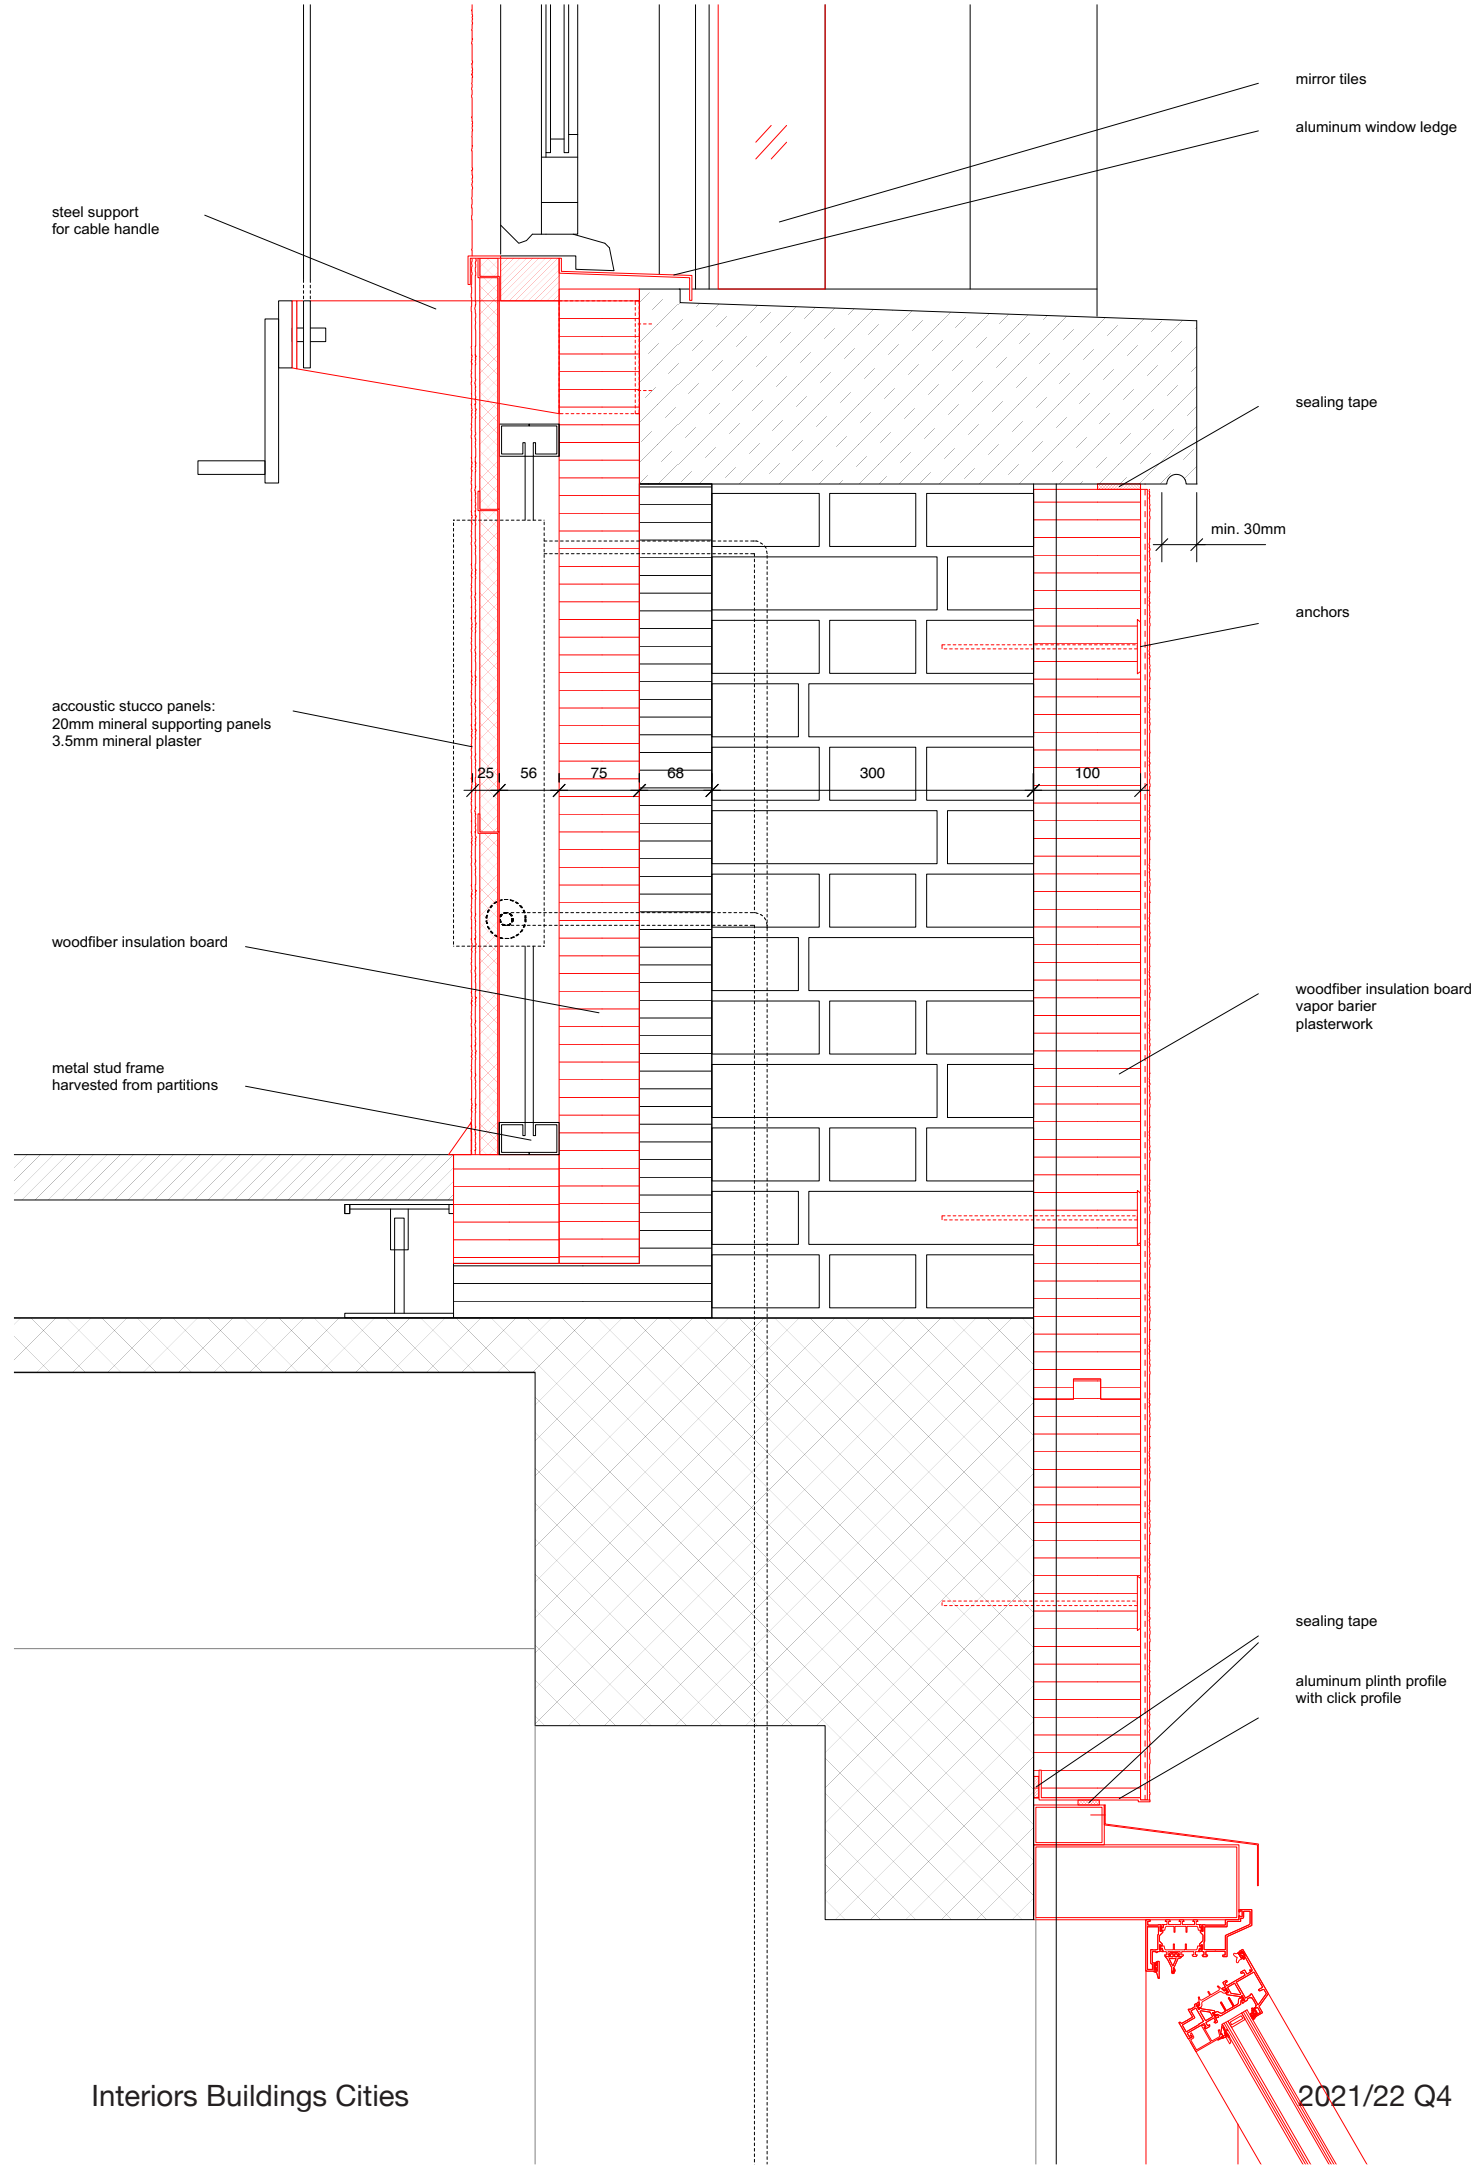 mirror tiles
aluminum window ledge
steel support
for cable handle
sealing tape
min. 30mm
anchors
accoustic stucco panels:
20mm mineral supporting panels
3.5mm mineral plaster
25 56 75 68 300 100
woodfiber insulation board
woodfiber insulation board
vapor barier
plasterwork
metal stud frame
harvested from partitions
sealing tape
aluminum plinth profile
with click profile
Interiors Buildings Cities
2021/22 Q4